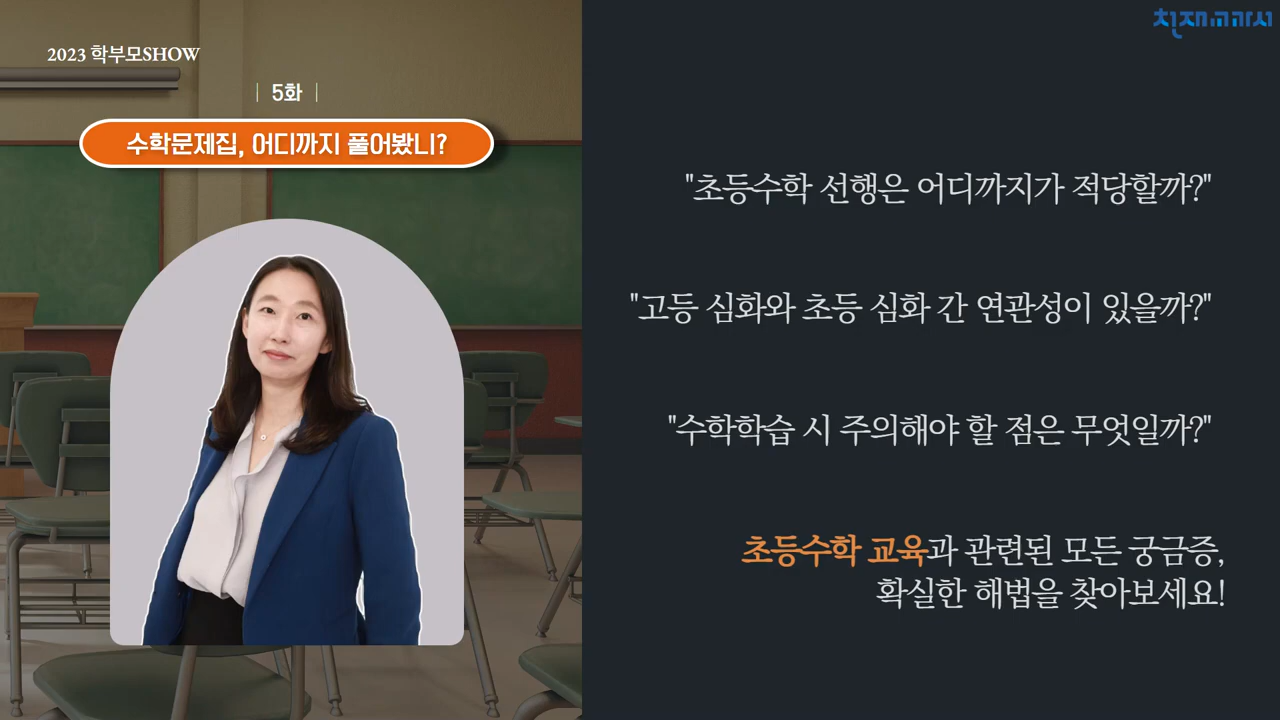 2023 학부모SHOW
5화
수학문제집, 어디까지 풀어봤니?
천재교과서
"초등수학 선행은 어디까지가 적당할까?"
"고등 심화와 초등 심화 간 연관성이 있을까?"
"수학학습 시 주의해야 할 점은 무엇일까?"
초등수학 교육과 관련된 모든 궁금증,
확실한 해법을 찾아보세요!